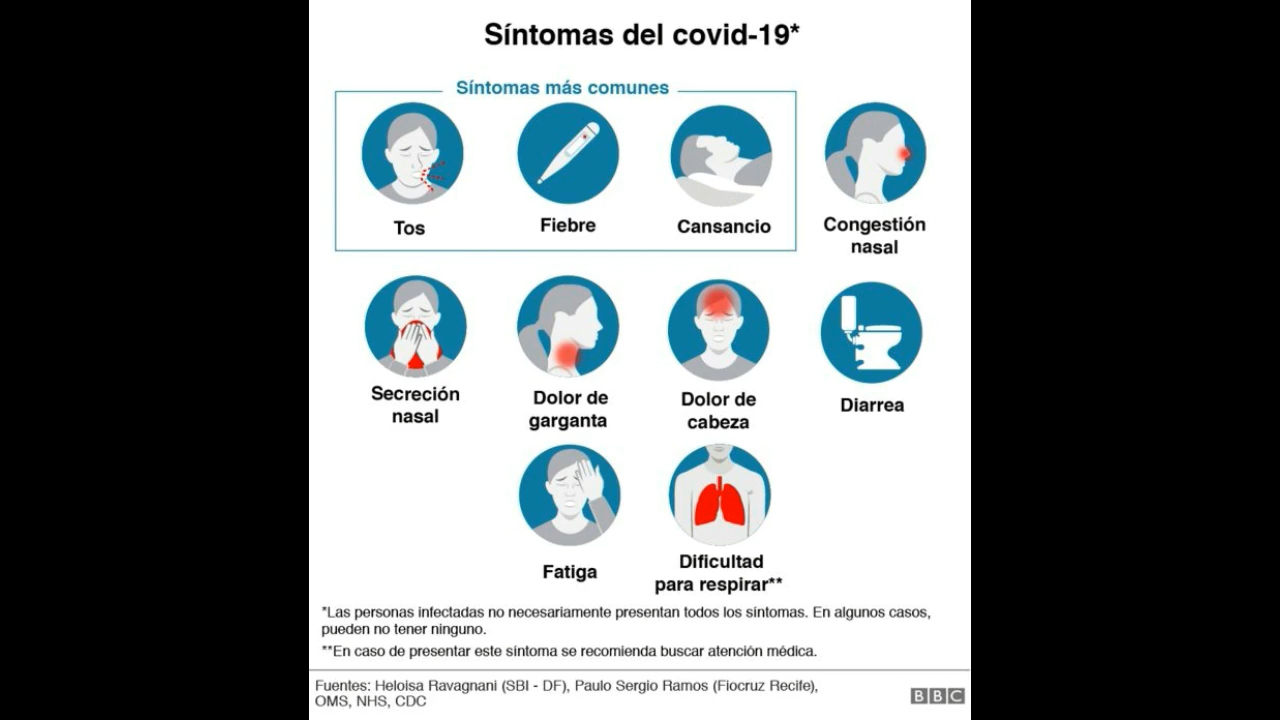 Síntomas del covid-19*
Síntomas más comunes
Tos
Fiebre
Cansancio
Congestión
nasal
Secreción
nasal
Dolor de
garganta
Dolor de
cabeza
Diarrea
Fatiga
Dificultad
para respirar**
*Las personas infectadas no necesariamente presentan todos los síntomas. En algunos casos,
pueden no tener ninguno.
**En caso de presentar este síntoma se recomienda buscar atención médica.
Fuentes: Heloisa Ravagnani (SBI - DF), Paulo Sergio Ramos (Fiocruz Recife),
OMS, NHS, CDC
BBC